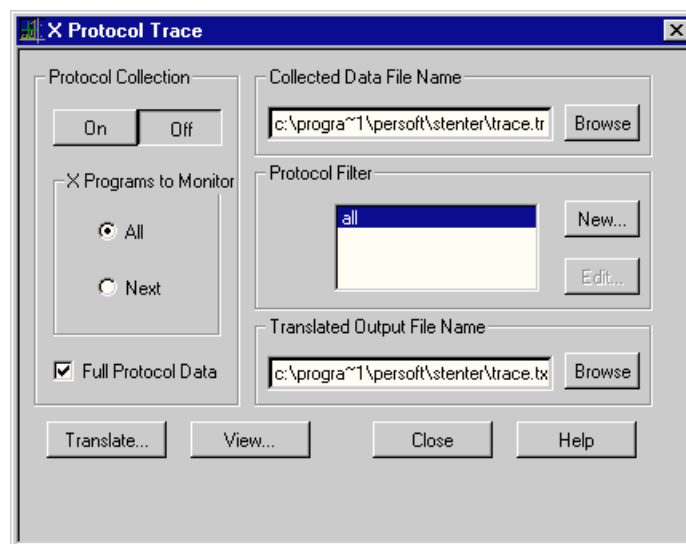 X Protocol Trace
Protocol Collection
On
Off
X Programs to Monitor
All
Next
Full Protocol Data
Collected Data File Name
c:\progra~1\persoft\stenter\trace.tr
Browse
Protocol Filter
all
New...
Edit...
Translated Output File Name
c:\progra~1\persoft\stenter\trace.tx
Browse
Translate...
View...
Close
Help